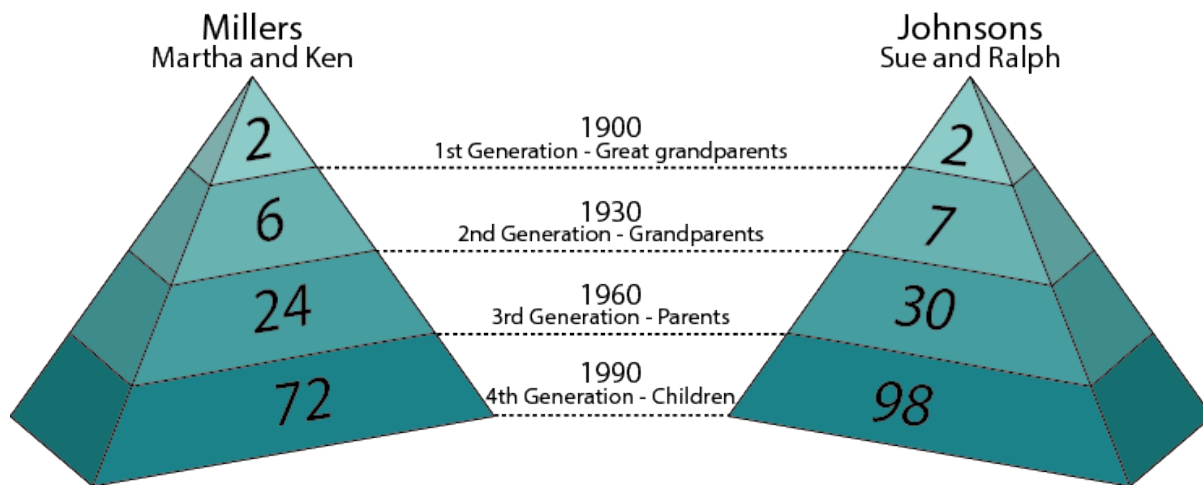 Millers
Martha and Ken
Johnsons
Sue and Ralph
2
1900
1st Generation - Great grandparents
2
6
1930
2nd Generation - Grandparents
7
24
1960
3rd Generation - Parents
30
72
1990
4th Generation - Children
98